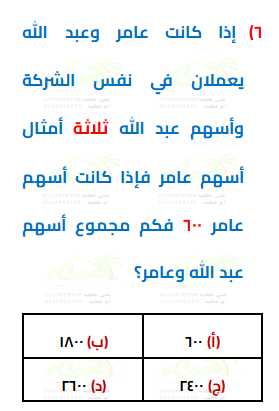 ٦) إذا كانت عامر وعبد الله
يعملان في نفس الشركة
وأسهم عبد الله ثلاثة أمثال
أسهم عامر فإذا كانت أسهم
عامر ٦٠٠ فكم مجموع أسهم
عبد الله وعامر؟
(أ) ٦٠٠ (ب) ١٨٠٠
(ج) ٢٤٠٠ (د) ٢٦٠٠